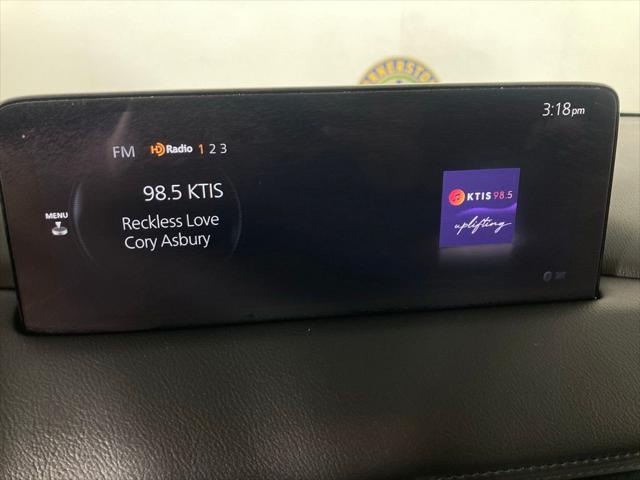 3:18pm
FM HD Radio 1 2 3
98.5 KTIS
MENU
Reckless Love
Cory Asbury
KTIS 98.5
uplifting